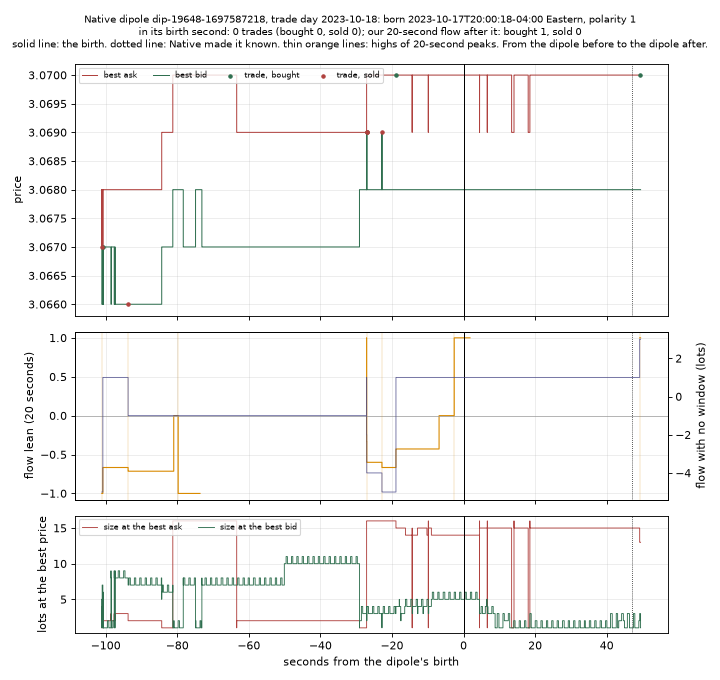 Native dipole dip-19648-1697587218, trade day 2023-10-18: born 2023-10-17T20:00:18-04:00 Eastern, polarity 1
in its birth second: 0 trades (bought 0, sold 0); our 20-second flow after it: bought 1, sold 0
solid line: the birth. dotted line: Native made it known. thin orange lines: highs of 20-second peaks. From the dipole before to the dipole after.
best ask
best bid
trade, bought
trade, sold
3.0700
3.0695
3.0690
3.0685
3.0680
3.0675
3.0670
3.0665
3.0660
price
1.0
0.5
0.0
−0.5
−1.0
flow lean (20 seconds)
2
0
−2
−4
flow with no window (lots)
size at the best ask
size at the best bid
15
10
5
lots at the best price
−100
−80
−60
−40
−20
0
20
40
seconds from the dipole's birth